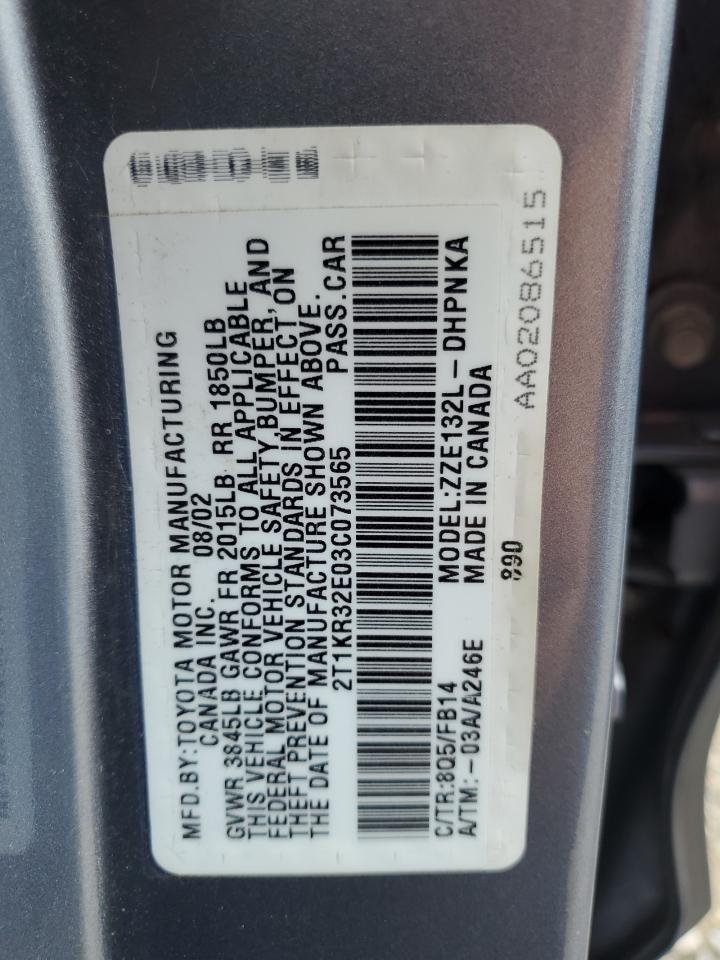 MFD.BY:TOYOTA MOTOR MANUFACTURING
CANADA INC. 08/02
GVWR 3845LB GAWR FR 2015LB RR 1850LB
THIS VEHICLE CONFORMS TO ALL APPLICABLE
FEDERAL MOTOR VEHICLE SAFETY,BUMPER, AND
THEFT PREVENTION STANDARDS IN EFFECT ON
THE DATE OF MANUFACTURE SHOWN ABOVE.
2T1KR32E03C073565 PASS.CAR
C/TR:8Q5/FB14 MODEL:ZZE132L-DHPNKA
A/TM:-03A/A246E MADE IN CANADA
890
AA02086515